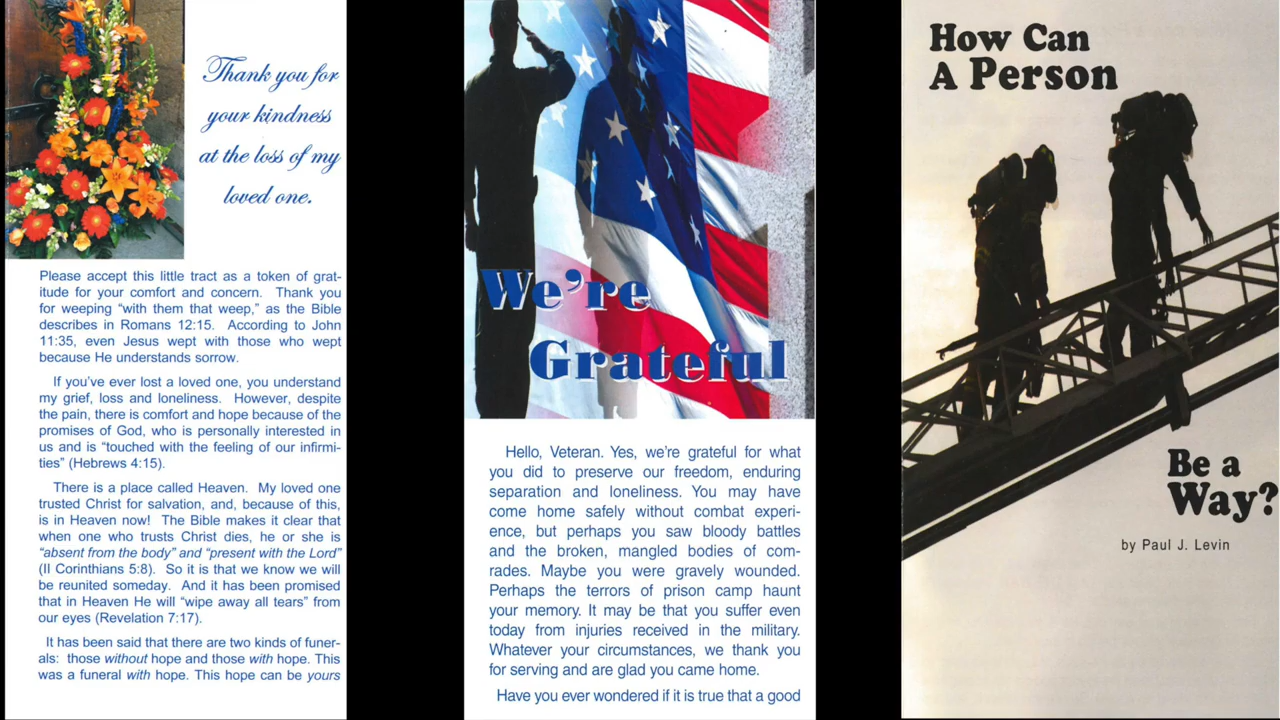 Thank you for
your kindness
at the loss of my
loved one.
Please accept this little tract as a token of grat-
itude for your comfort and concern. Thank you
for weeping “with them that weep,” as the Bible
describes in Romans 12:15. According to John
11:35, even Jesus wept with those who wept
because He understands sorrow.
If you’ve ever lost a loved one, you understand
my grief, loss and loneliness. However, despite
the pain, there is comfort and hope because of the
promises of God, who is personally interested in
us and is “touched with the feeling of our infirmi-
ties” (Hebrews 4:15).
There is a place called Heaven. My loved one
trusted Christ for salvation, and, because of this,
is in Heaven now! The Bible makes it clear that
when one who trusts Christ dies, he or she is
“absent from the body” and “present with the Lord”
(II Corinthians 5:8). So it is that we know we will
be reunited someday. And it has been promised
that in Heaven He will “wipe away all tears” from
our eyes (Revelation 7:17).
It has been said that there are two kinds of funer-
als: those without hope and those with hope. This
was a funeral with hope. This hope can be yours
We’re
Grateful
Hello, Veteran. Yes, we’re grateful for what
you did to preserve our freedom, enduring
separation and loneliness. You may have
come home safely without combat experi-
ence, but perhaps you saw bloody battles
and the broken, mangled bodies of com-
rades. Maybe you were gravely wounded.
Perhaps the terrors of prison camp haunt
your memory. It may be that you suffer even
today from injuries received in the military.
Whatever your circumstances, we thank you
for serving and are glad you came home.
Have you ever wondered if it is true that a good
How Can
A Person
Be a
Way?
by Paul J. Levin